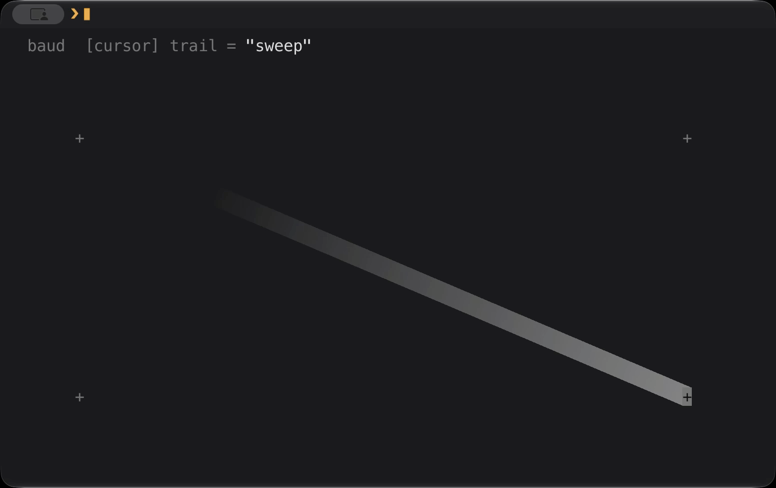 ❯
baud  [cursor] trail = "sweep"
+ +
+ +